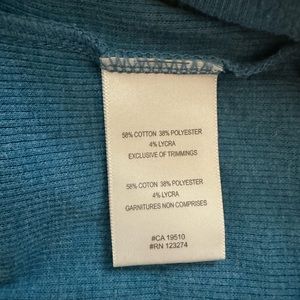 58% COTTON 38% POLYESTER
4% LYCRA
EXCLUSIVE OF TRIMMINGS
58% COTTON 38% POLYESTER
4% LYCRA
GARNITURES NON COMPRISES
#CA 19510
#RN 123274